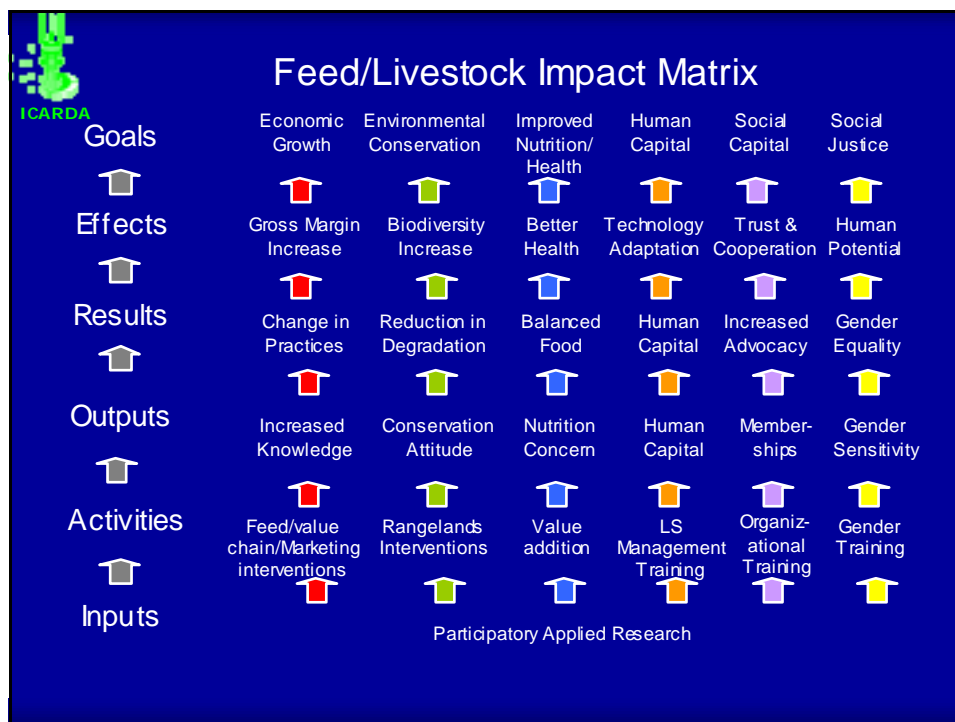 Feed/Livestock Impact Matrix
ICARDA
Goals
Economic Growth
Environmental Conservation
Improved Nutrition/ Health
Human Capital
Social Capital
Social Justice
Effects
Gross Margin Increase
Biodiversity Increase
Better Health
Technology Adaptation
Trust & Cooperation
Human Potential
Results
Change in Practices
Reduction in Degradation
Balanced Food
Human Capital
Increased Advocacy
Gender Equality
Outputs
Increased Knowledge
Conservation Attitude
Nutrition Concern
Human Capital
Member- ships
Gender Sensitivity
Activities
Feed/value chain/Marketing interventions
Rangelands Interventions
Value addition
LS Management Training
Organiz- ational Training
Gender Training
Inputs
Participatory Applied Research